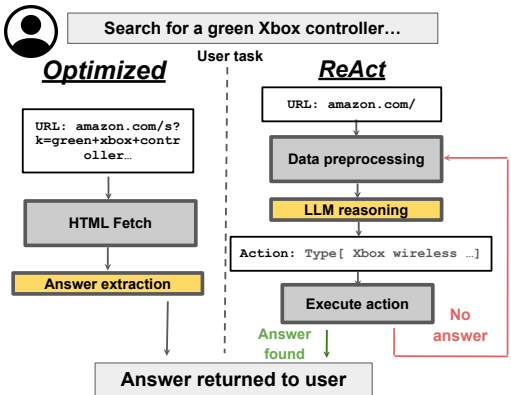 Search for a green Xbox controller…
User task
Optimized
URL: amazon.com/s?
k=green+xbox+contr
oller…
HTML Fetch
Answer extraction
ReAct
URL: amazon.com/
Data preprocessing
LLM reasoning
Action: Type[ Xbox wireless …]
Execute action
Answer
found
No
answer
Answer returned to user